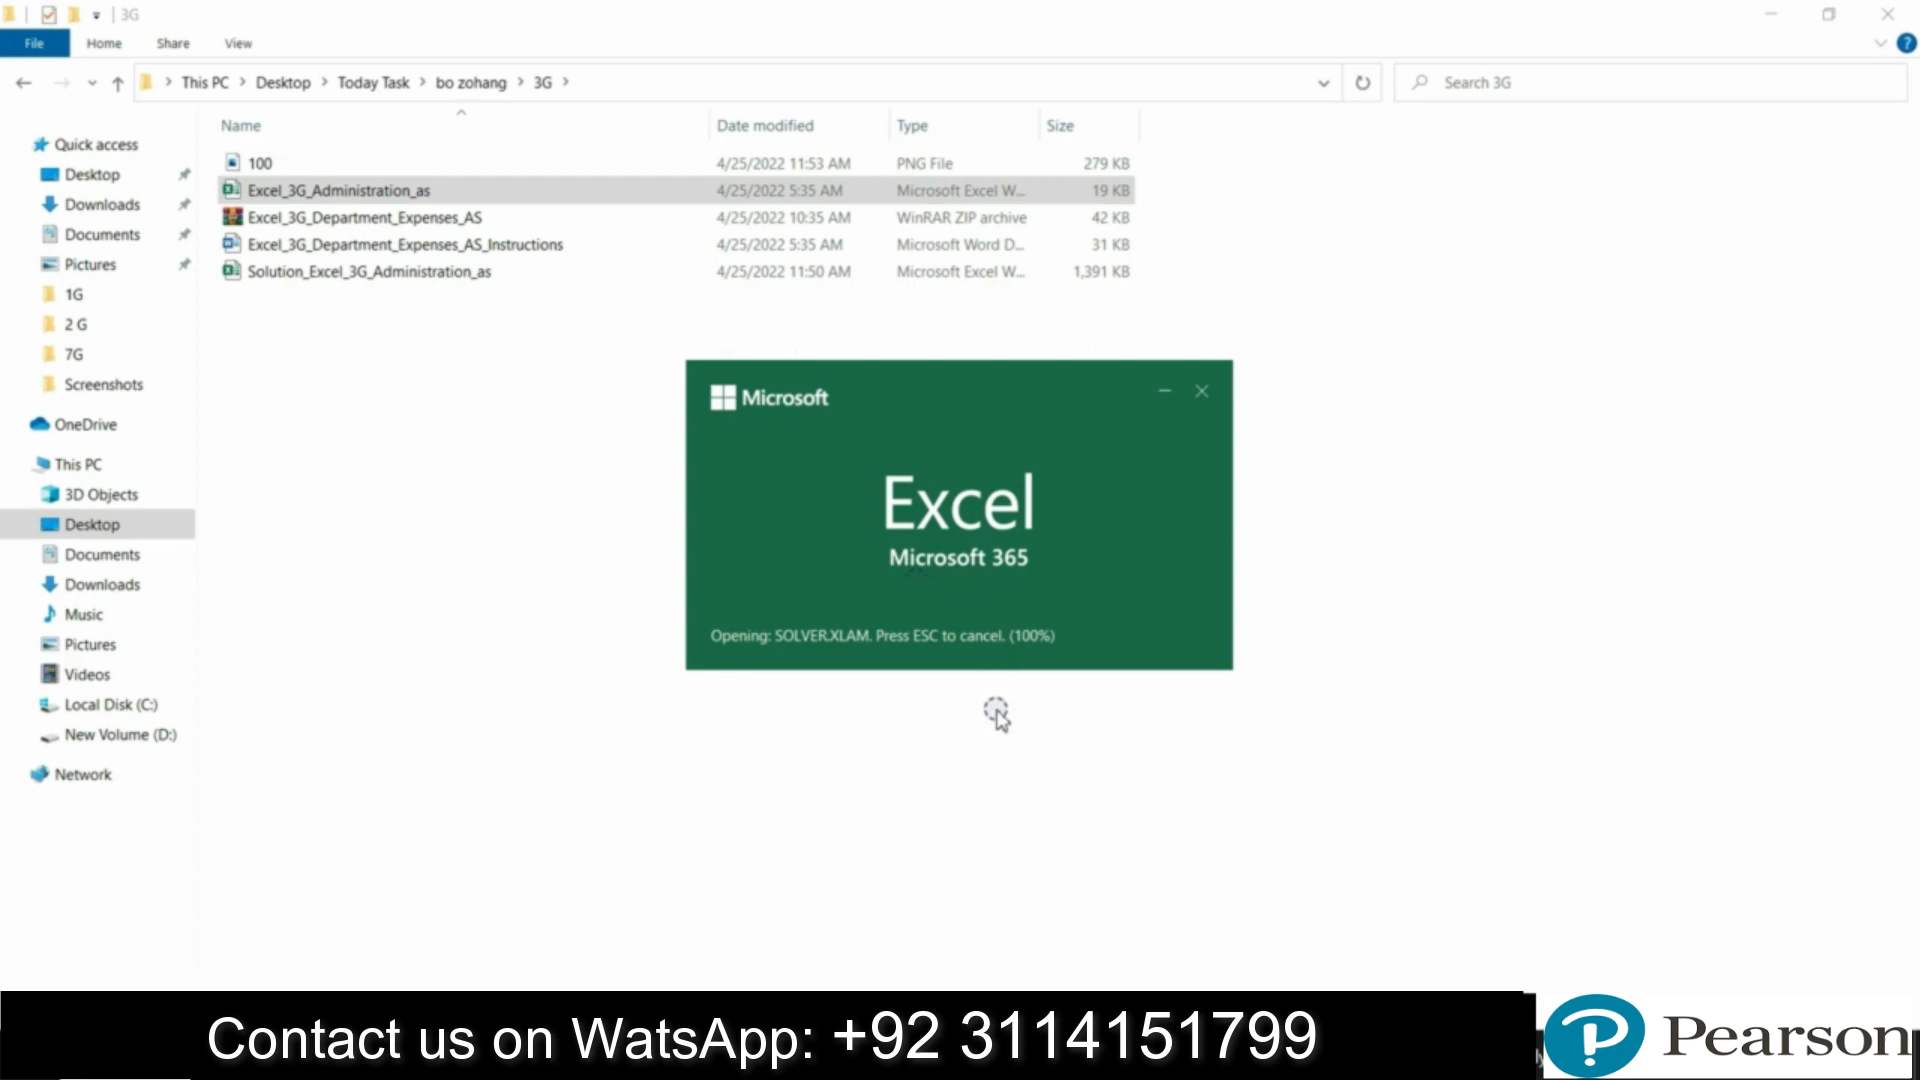 3G
File Home Share View
This PC > Desktop > Today Task > bo zohang > 3G >
Search 3G
Name Date modified Type Size
Quick access
Desktop
Downloads
Documents
Pictures
1G
2 G
7G
Screenshots
OneDrive
This PC
3D Objects
Desktop
Documents
Downloads
Music
Pictures
Videos
Local Disk (C:)
New Volume (D:)
Network
100 4/25/2022 11:53 AM PNG File 279 KB
Excel_3G_Administration_as 4/25/2022 5:35 AM Microsoft Excel W... 19 KB
Excel_3G_Department_Expenses_AS 4/25/2022 10:35 AM WinRAR ZIP archive 42 KB
Excel_3G_Department_Expenses_AS_Instructions 4/25/2022 5:35 AM Microsoft Word D... 31 KB
Solution_Excel_3G_Administration_as 4/25/2022 11:50 AM Microsoft Excel W... 1,391 KB
Microsoft
Excel
Microsoft 365
Opening: SOLVER.XLAM. Press ESC to cancel. (100%)
Contact us on WatsApp: +92 3114151799
Pearson